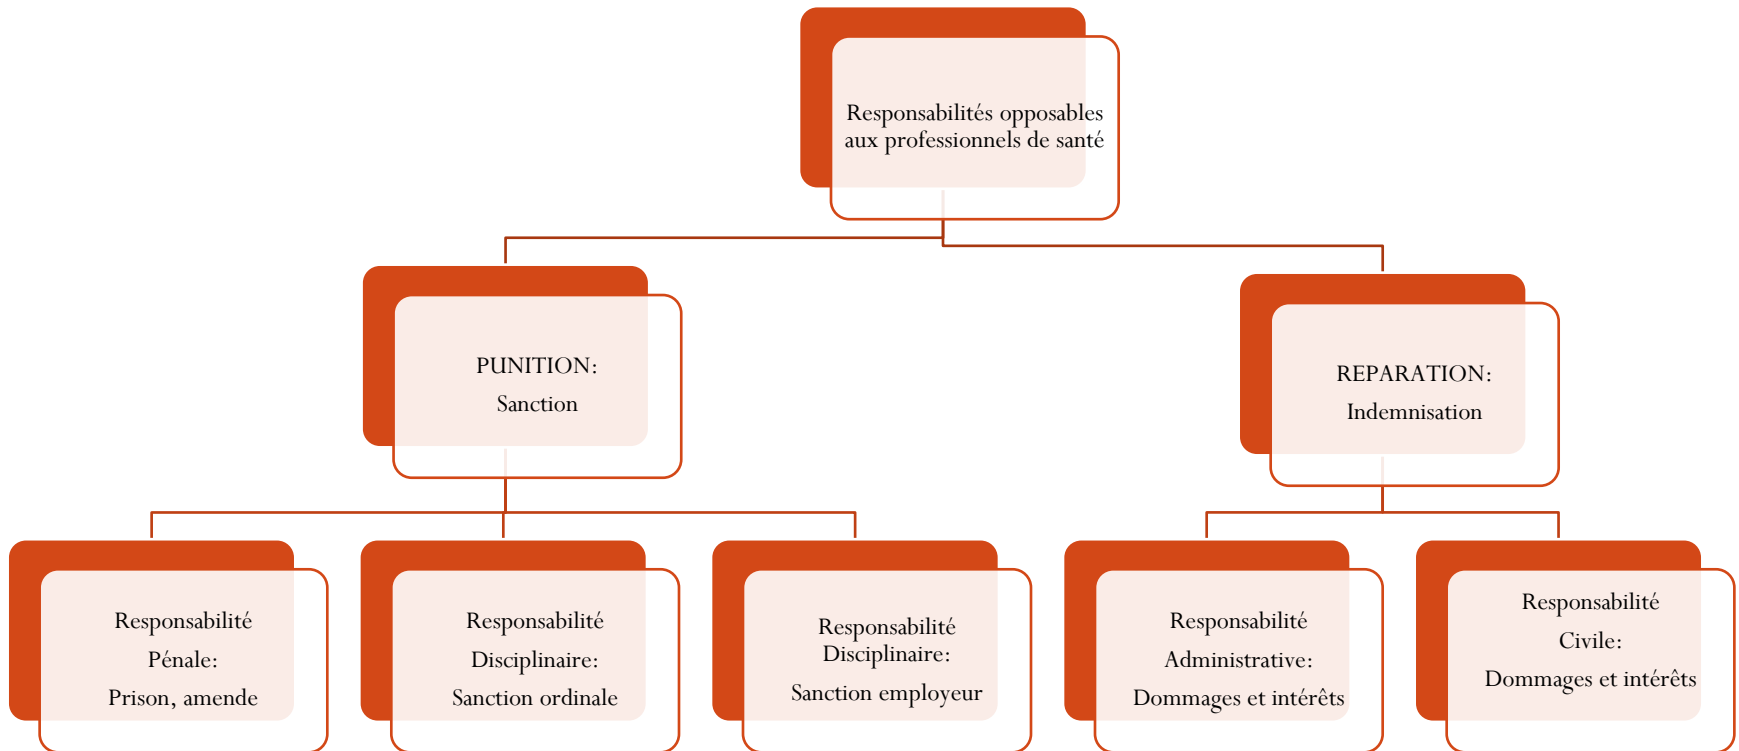 Responsabilités opposables
aux professionnels de santé
PUNITION:
Sanction
REPARATION:
Indemnisation
Responsabilité
Pénale:
Prison, amende
Responsabilité
Disciplinaire:
Sanction ordinale
Responsabilité
Disciplinaire:
Sanction employeur
Responsabilité
Administrative:
Dommages et intérêts
Responsabilité
Civile:
Dommages et intérêts